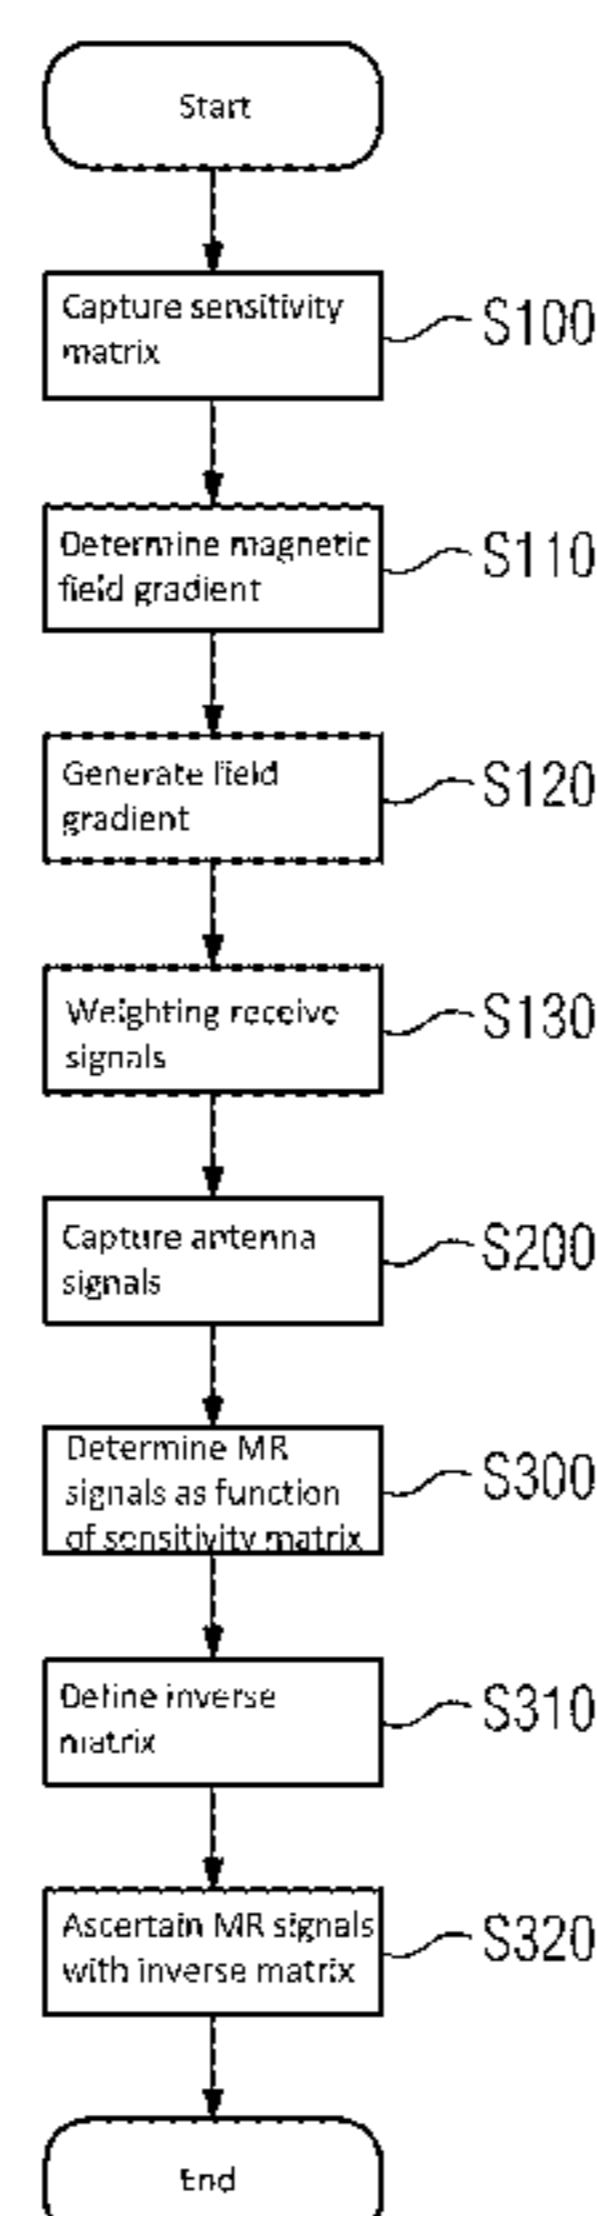 Start
Capture sensitivity
matrix
S100
Determine magnetic
field gradient
S110
Generate field
gradient
S120
Weighting receive
signals
S130
Capture antenna
signals
S200
Determine MR
signals as function
of sensitivity matrix
S300
Define inverse
matrix
S310
Ascertain MR signals
with inverse matrix
S320
End